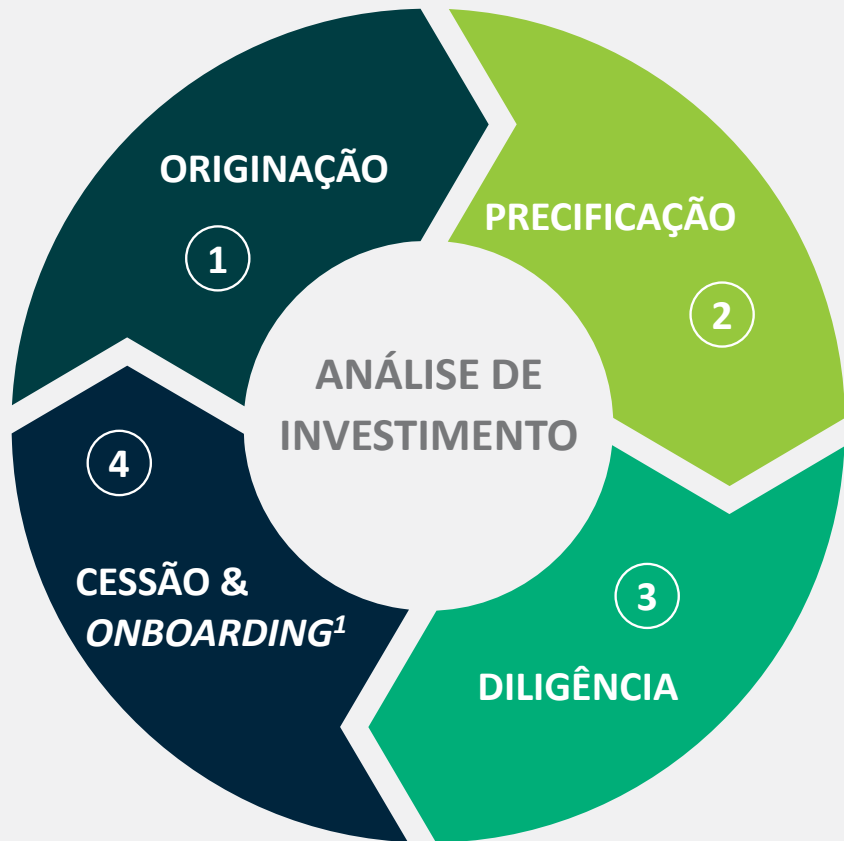 ORIGINAÇÃO
1
PRECIFICAÇÃO
2
ANÁLISE DE
INVESTIMENTO
3
DILIGÊNCIA
4
CESSÃO &
ONBOARDING¹